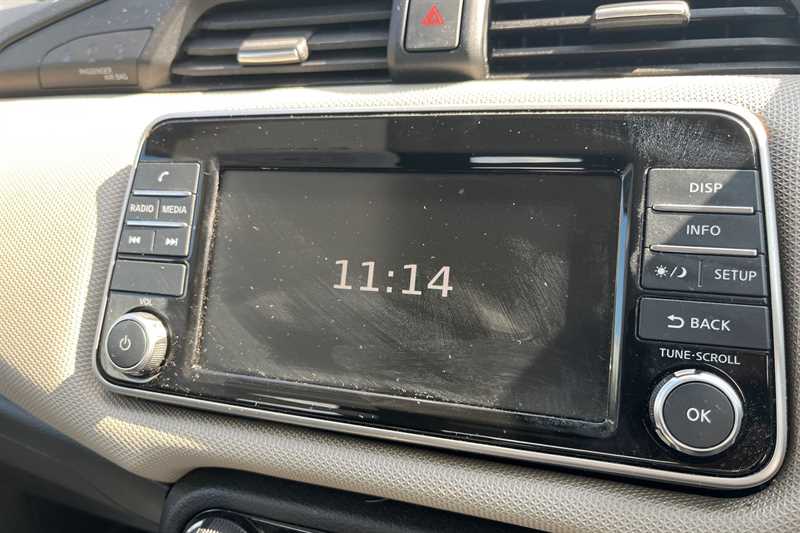 PASSENGER
AIR BAG
RADIO MEDIA
VOL
11:14
DISP
INFO
SETUP
BACK
TUNE·SCROLL
OK